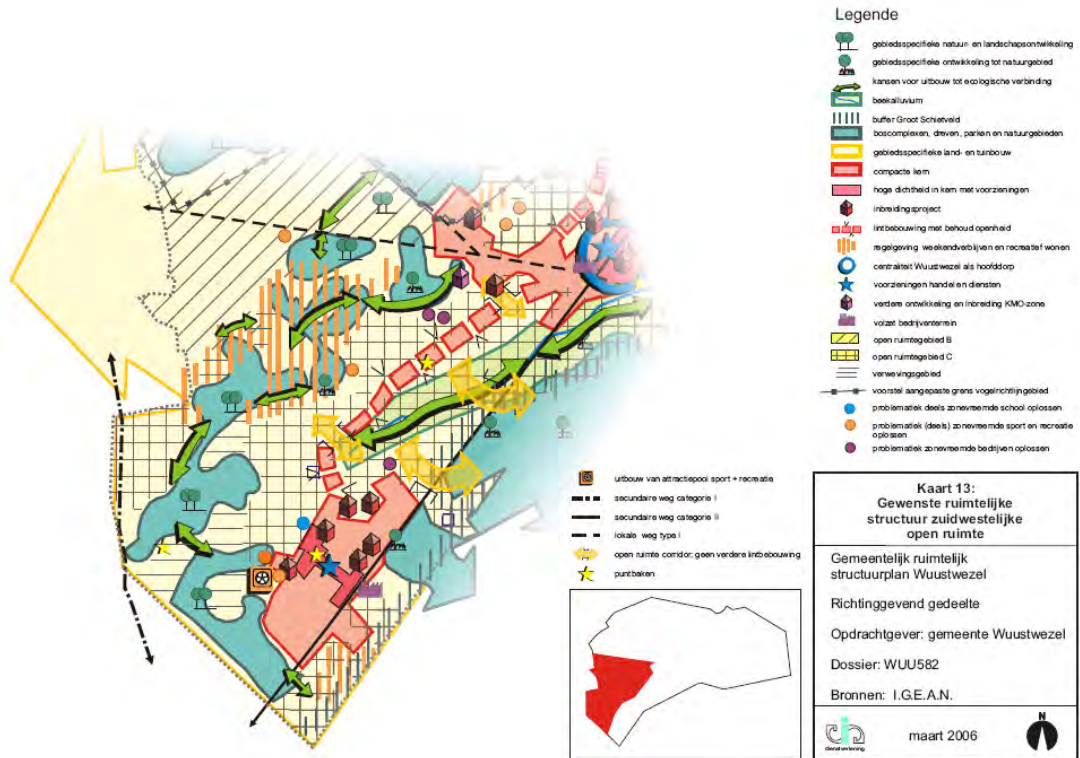 Legende
gebiedsspecifieke natuur- en landschapsontwikkeling
gebiedsspecifieke ontwikkeling tot natuurgebied
kansen voor uitbouw tot ecologische verbinding
beekalluvium
buffer Groot Schietveld
boscomplexen, dreven, parken en natuurgebieden
gebiedsspecifieke land- en tuinbouw
compacte kern
hoge dichtheid in kern met voorzieningen
inbreidingsproject
lintbebouwing met behoud openheid
regelgeving weekendverblijven en recreatief wonen
centraliteit Wuustwezel als hoofddorp
voorzieningen handel en diensten
verdere ontwikkeling en inbreiding KMO-zone
volzet bedrijventerrein
open ruimtegebied B
open ruimtegebied C
verwevingsgebied
voorstel aangepaste grens vogelrichtlijngebied
problematiek deels zonevreemde school oplossen
problematiek (deels) zonevreemde sport en recreatie
oplossen
problematiek zonevreemde bedrijven oplossen
uitbouw van attractiepool sport + recreatie
secundaire weg categorie I
secundaire weg categorie II
lokale weg type I
open ruimte corridor; geen verdere lintbebouwing
puntbaken
Kaart 13:
Gewenste ruimtelijke
structuur zuidwestelijke
open ruimte
Gemeentelijk ruimtelijk
structuurplan Wuustwezel
Richtinggevend gedeelte
Opdrachtgever: gemeente Wuustwezel
Dossier: WUU582
Bronnen: I.G.E.A.N.
dienstverlening
maart 2006
N